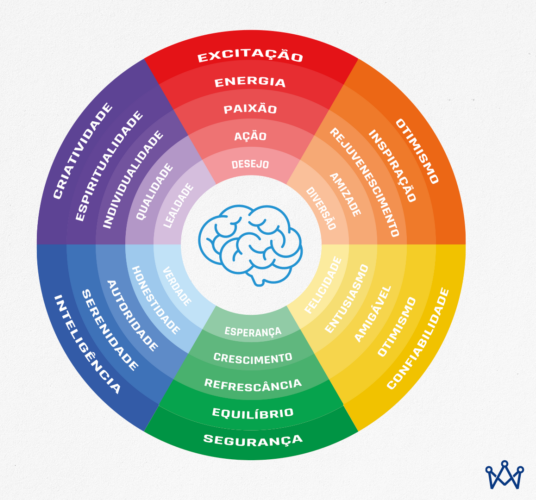 EXCITAÇÃO
ENERGIA
PAIXÃO
AÇÃO
DESEJO
OTIMISMO
INSPIRAÇÃO
REJUVENESCIMENTO
AMIZADE
DIVERSÃO
CONFIABILIDADE
OTIMISMO
AMIGÁVEL
ENTUSIASMO
FELICIDADE
ESPERANÇA
CRESCIMENTO
REFRESCÂNCIA
EQUILÍBRIO
SEGURANÇA
INTELIGÊNCIA
SERENIDADE
AUTORIDADE
HONESTIDADE
VERDADE
CRIATIVIDADE
ESPIRITUALIDADE
INDIVIDUALIDADE
QUALIDADE
LEALDADE